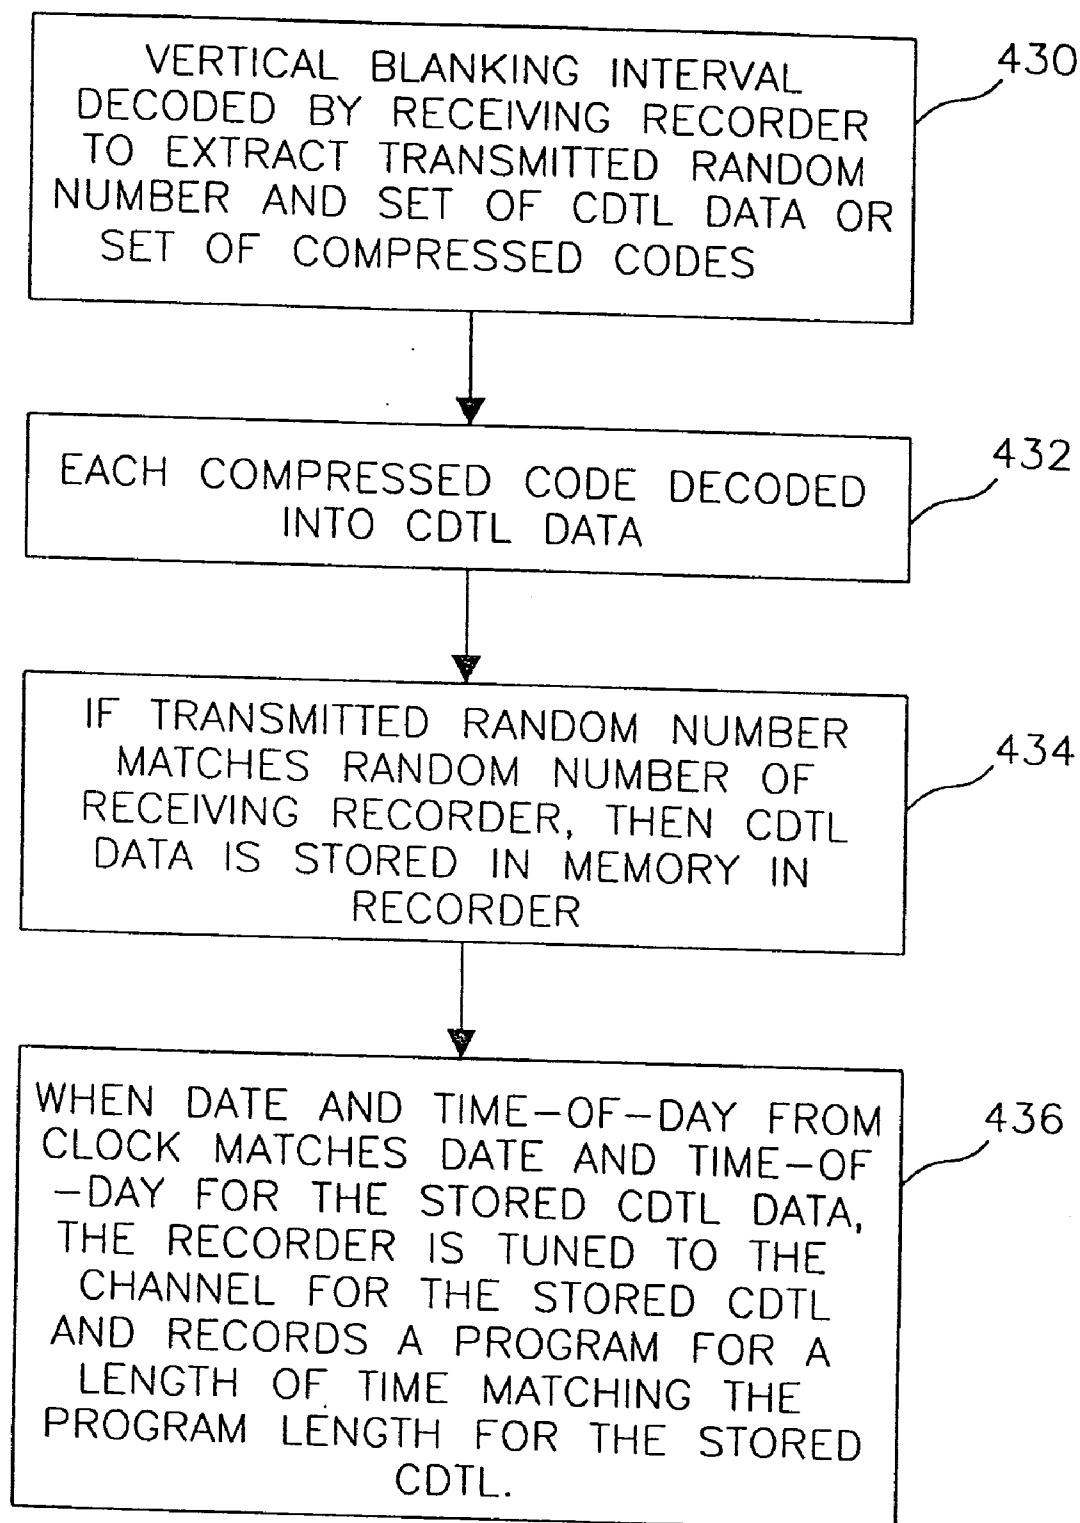 VERTICAL BLANKING INTERVAL
DECODED BY RECEIVING RECORDER
TO EXTRACT TRANSMITTED RANDOM
NUMBER AND SET OF CDTL DATA OR
SET OF COMPRESSED CODES
430
EACH COMPRESSED CODE DECODED
INTO CDTL DATA
432
IF TRANSMITTED RANDOM NUMBER
MATCHES RANDOM NUMBER OF
RECEIVING RECORDER, THEN CDTL
DATA IS STORED IN MEMORY IN
RECORDER
434
WHEN DATE AND TIME-OF-DAY FROM
CLOCK MATCHES DATE AND TIME-OF
-DAY FOR THE STORED CDTL DATA,
THE RECORDER IS TUNED TO THE
CHANNEL FOR THE STORED CDTL
AND RECORDS A PROGRAM FOR A
LENGTH OF TIME MATCHING THE
PROGRAM LENGTH FOR THE STORED
CDTL.
436